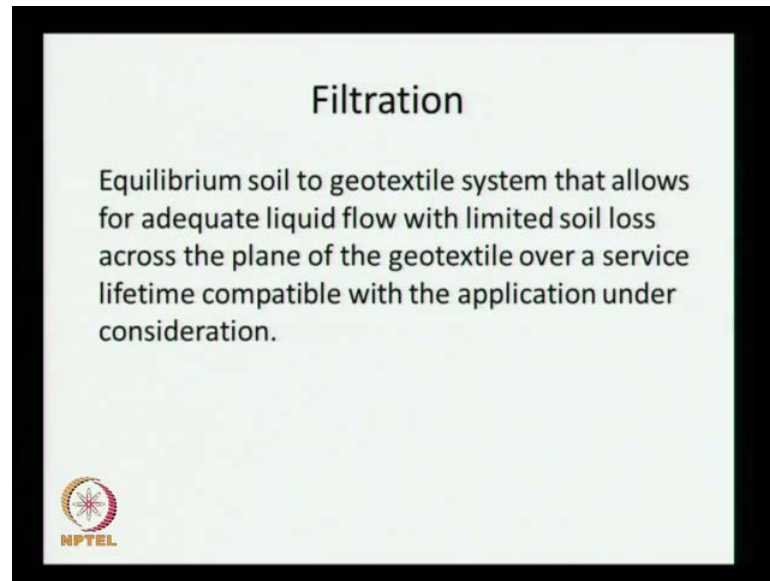 Filtration
Equilibrium soil to geotextile system that allows
for adequate liquid flow with limited soil loss
across the plane of the geotextile over a service
lifetime compatible with the application under
consideration.
NPTEL